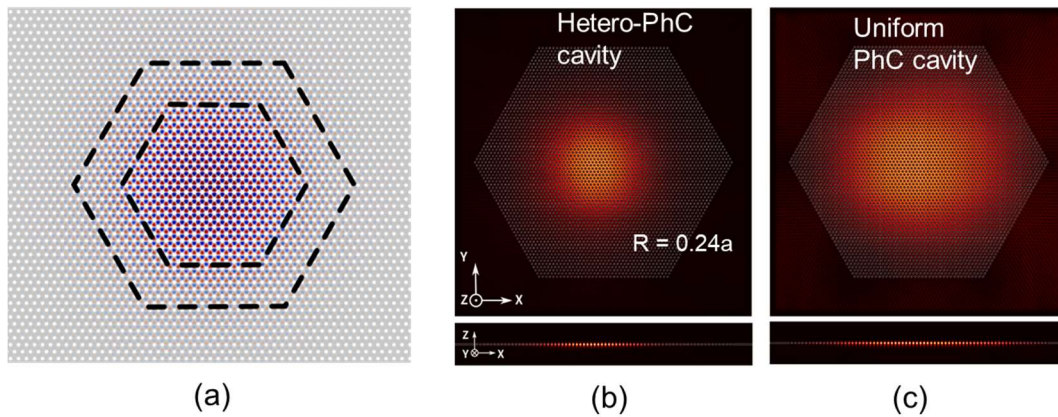 Hetero-PhC
cavity
R = 0.24a
Y
Z
X
Z
Y
X
Uniform
PhC cavity
(a)
(b)
(c)